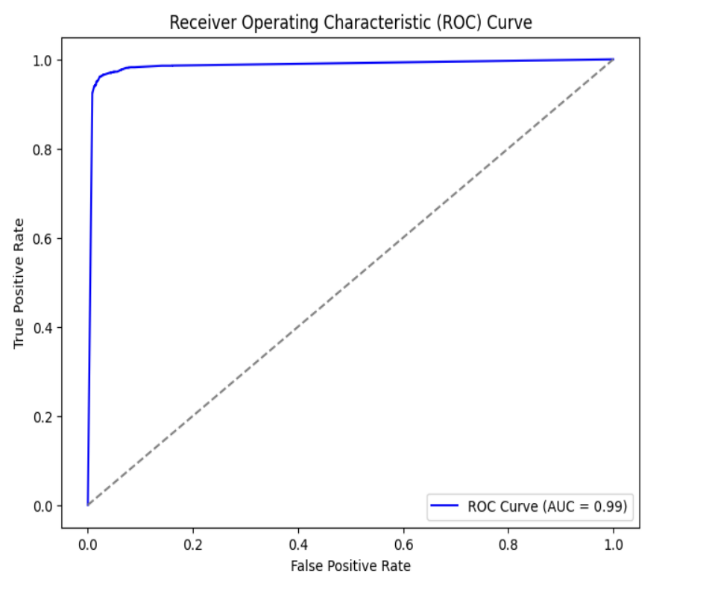 Receiver Operating Characteristic (ROC) Curve
1.0
0.8
0.6
0.4
0.2
0.0
True Positive Rate
ROC Curve (AUC = 0.99)
0.0 0.2 0.4 0.6 0.8 1.0
False Positive Rate